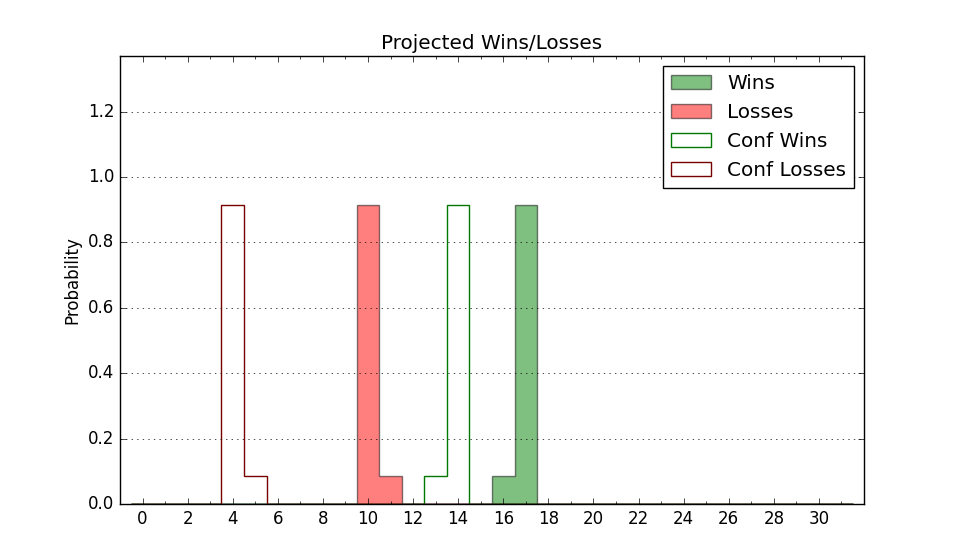 Projected Wins/Losses
Wins
Losses
Conf Wins
Conf Losses
Probability
1.2
1.0
0.8
0.6
0.4
0.2
0.0
0 2 4 6 8 10 12 14 16 18 20 22 24 26 28 30